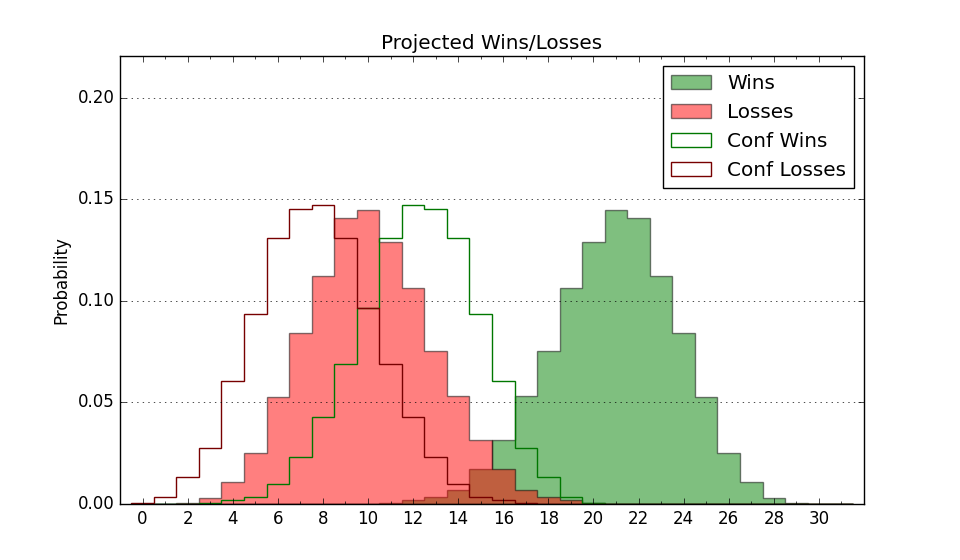 Projected Wins/Losses
Wins
Losses
Conf Wins
Conf Losses
Probability
0.20
0.15
0.10
0.05
0.00
0 2 4 6 8 10 12 14 16 18 20 22 24 26 28 30